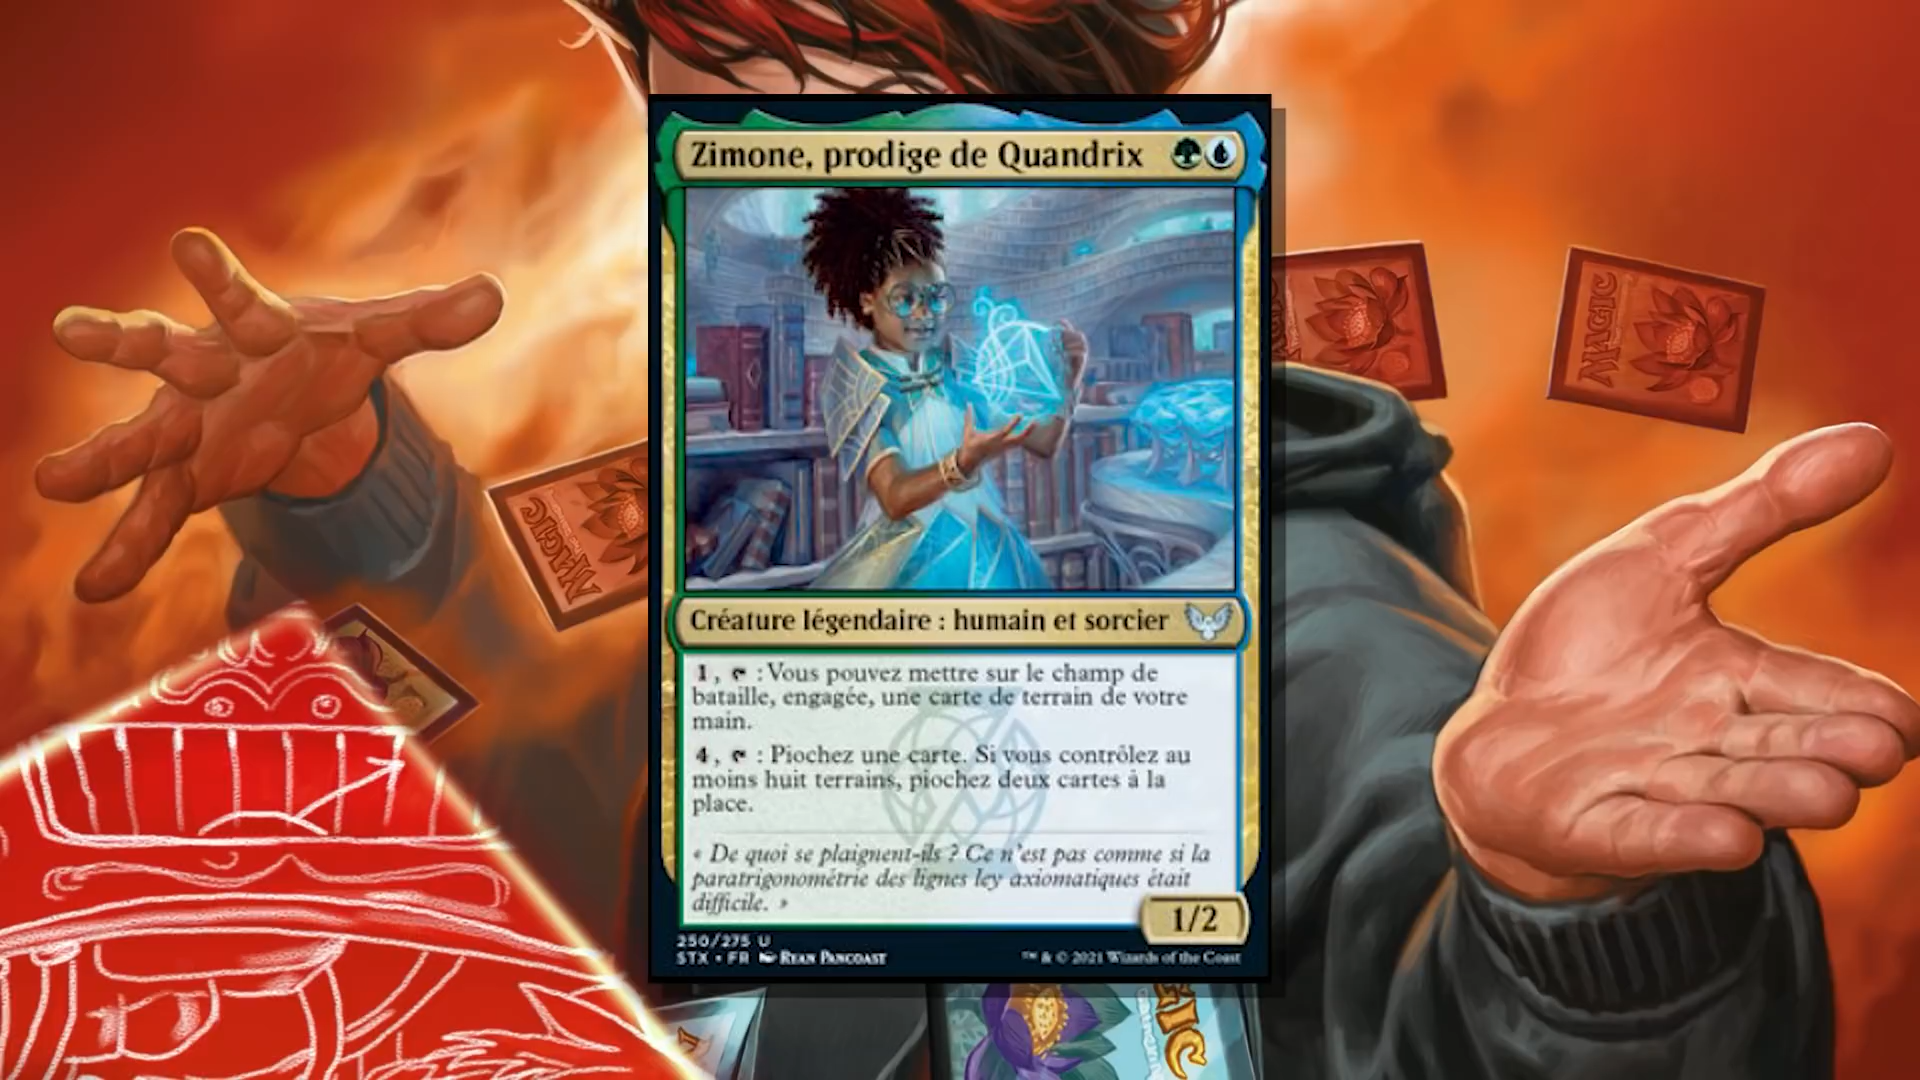 Zimone, prodige de Quandrix
MAGIC
MAGIC
Créature légendaire : humain et sorcier
1, : Vous pouvez mettre sur le champ de
bataille, engagée, une carte de terrain de votre
main.
4, : Piochez une carte. Si vous contrôlez au
moins huit terrains, piochez deux cartes à la
place.
« De quoi se plaignent-ils ? Ce n'est pas comme si la
paratrigonométrie des lignes ley axiomatiques était
difficile. »
1/2
250/275 U
STX • FR Ryan Pancoast
™ & © 2021 Wizards of the Coast